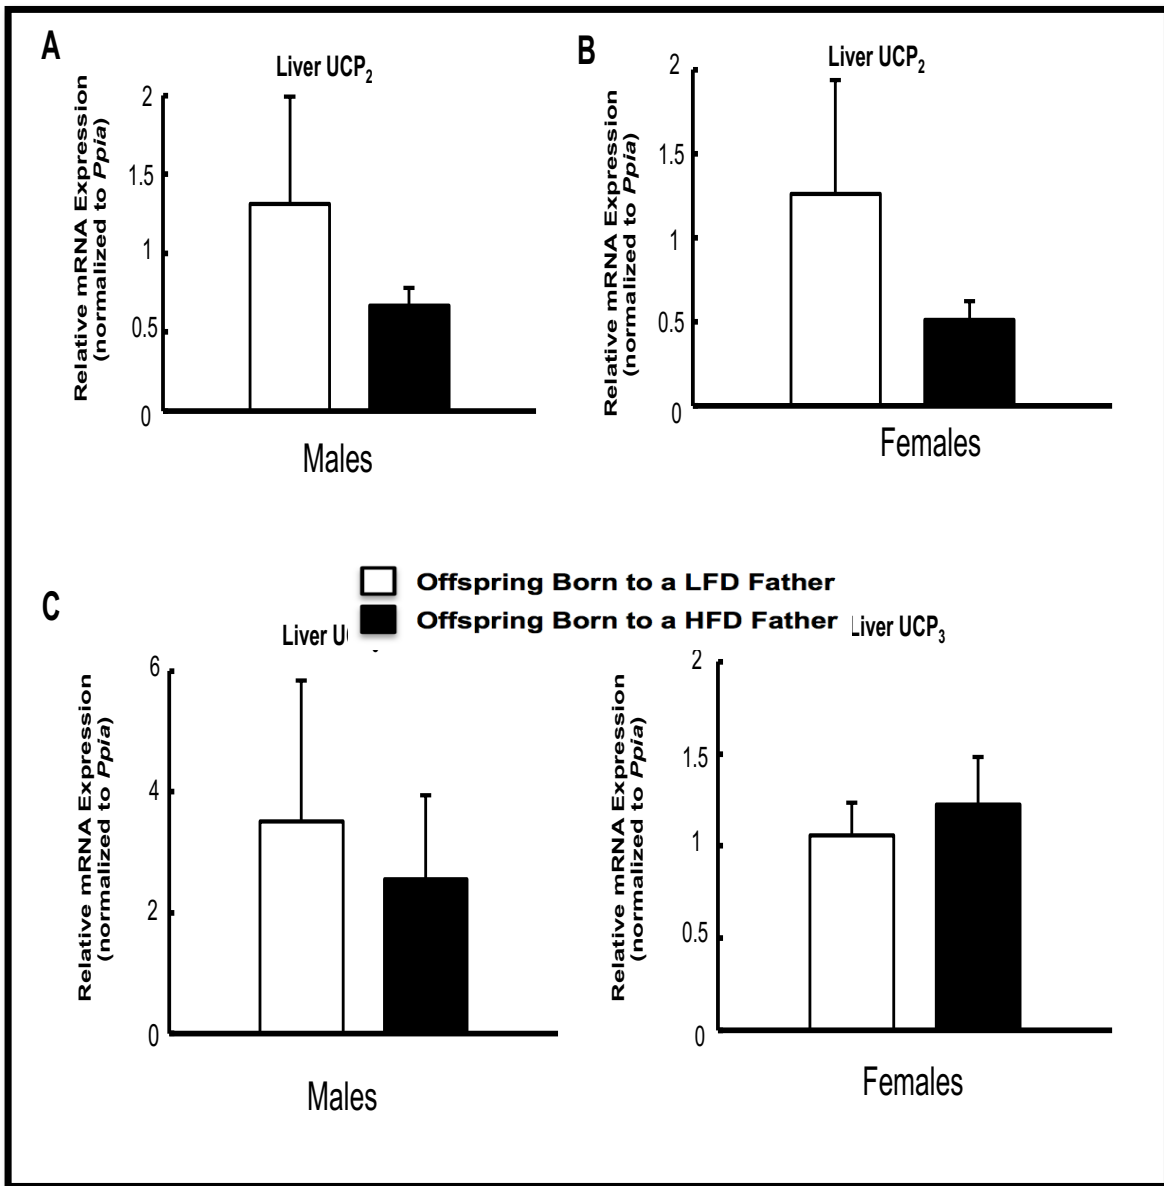 A
Liver UCP2
Relative mRNA Expression
(normalized to Ppia)
2
1.5
1
0.5
0
Males
B
Liver UCP2
Relative mRNA Expression
(normalized to Ppia)
2
1.5
1
0.5
0
Females
Offspring Born to a LFD Father
Offspring Born to a HFD Father
C
Liver
Relative mRNA Expression
(normalized to Ppia)
6
4
2
0
Males
Liver UCP3
Relative mRNA Expression
(normalized to Ppia)
2
1.5
1
0.5
0
Females